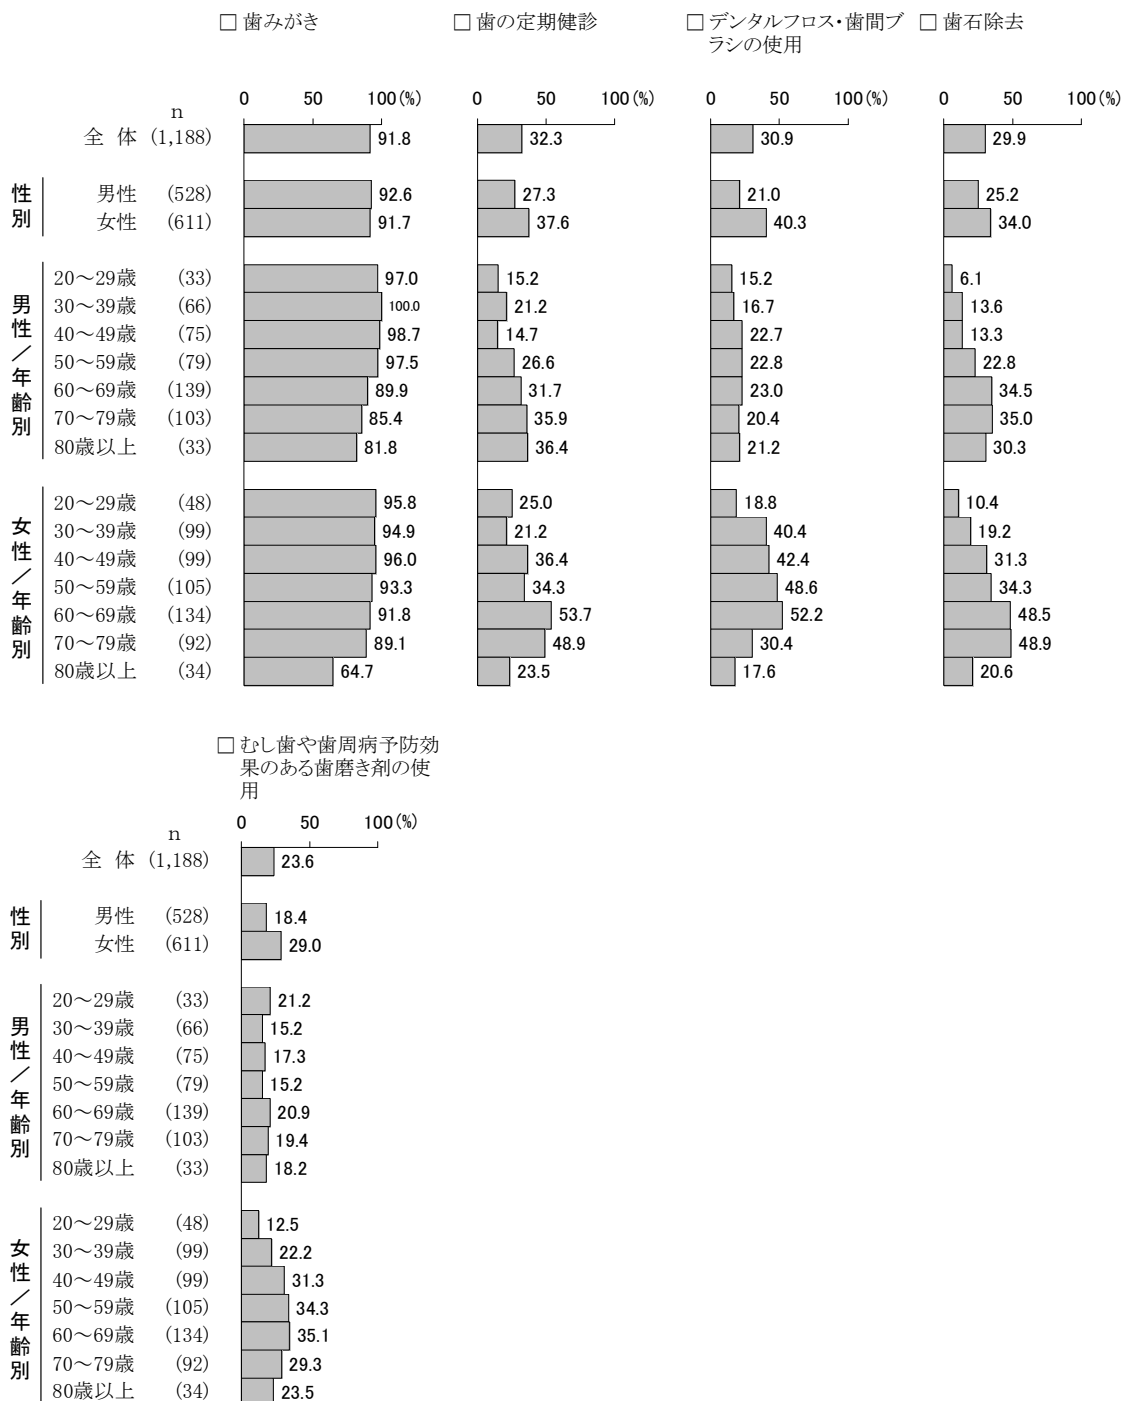 □ 歯みがき □ 歯の定期健診 □ デンタルフロス・歯間ブ □ 歯石除去
ラシの使用
n 0 50 100(%) 0 50 100(%) 0 50 100(%) 0 50 100(%)
全 体 (1,188) 91.8 32.3 30.9 29.9
性別
男性 (528) 92.6 27.3 21.0 25.2
女性 (611) 91.7 37.6 40.3 34.0
男性/年齢別
20～29歳 (33) 97.0 15.2 15.2 6.1
30～39歳 (66) 100.0 21.2 16.7 13.6
40～49歳 (75) 98.7 14.7 22.7 13.3
50～59歳 (79) 97.5 26.6 22.8 22.8
60～69歳 (139) 89.9 31.7 23.0 34.5
70～79歳 (103) 85.4 35.9 20.4 35.0
80歳以上 (33) 81.8 36.4 21.2 30.3
女性/年齢別
20～29歳 (48) 95.8 25.0 18.8 10.4
30～39歳 (99) 94.9 21.2 40.4 19.2
40～49歳 (99) 96.0 36.4 42.4 31.3
50～59歳 (105) 93.3 34.3 48.6 34.3
60～69歳 (134) 91.8 53.7 52.2 48.5
70～79歳 (92) 89.1 48.9 30.4 48.9
80歳以上 (34) 64.7 23.5 17.6 20.6
□ むし歯や歯周病予防効
果のある歯磨き剤の使
用
n 0 50 100(%)
全 体 (1,188) 23.6
性別
男性 (528) 18.4
女性 (611) 29.0
男性/年齢別
20～29歳 (33) 21.2
30～39歳 (66) 15.2
40～49歳 (75) 17.3
50～59歳 (79) 15.2
60～69歳 (139) 20.9
70～79歳 (103) 19.4
80歳以上 (33) 18.2
女性/年齢別
20～29歳 (48) 12.5
30～39歳 (99) 22.2
40～49歳 (99) 31.3
50～59歳 (105) 34.3
60～69歳 (134) 35.1
70～79歳 (92) 29.3
80歳以上 (34) 23.5